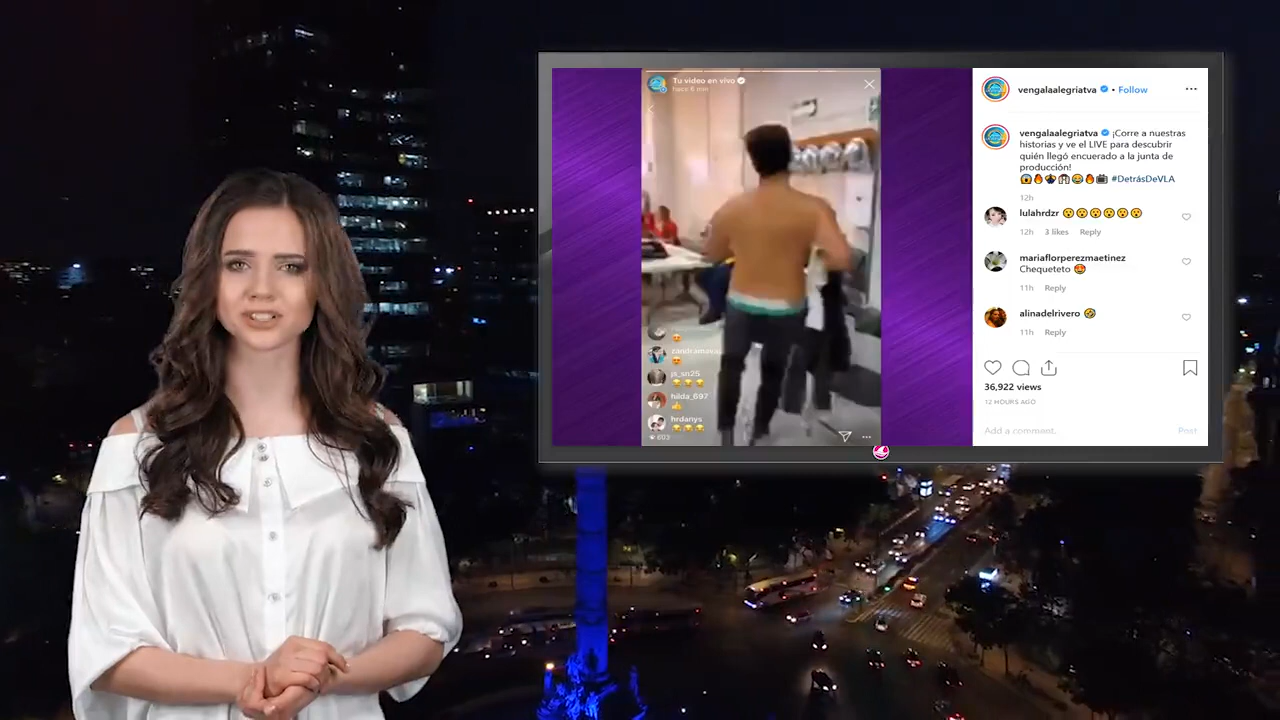 Tu video en vivo
hace 6 min
zandramava
js_sn25
hilda_697
hrdanys
603
vengalaalegriatva • Follow
vengalaalegriatva ¡Corre a nuestras
historias y ve el LIVE para descubrir
quién llegó encuerado a la junta de
producción!
😱🔥 😂🔥 #DetrásDeVLA
12h
lulahrdzr 😮😮😮😮😮😮
12h 3 likes Reply
mariaflorperezmaetinez
Chequeteto 😍
11h Reply
alinadelrivero 🤣
11h Reply
36,922 views
12 HOURS AGO
Add a comment.
Post